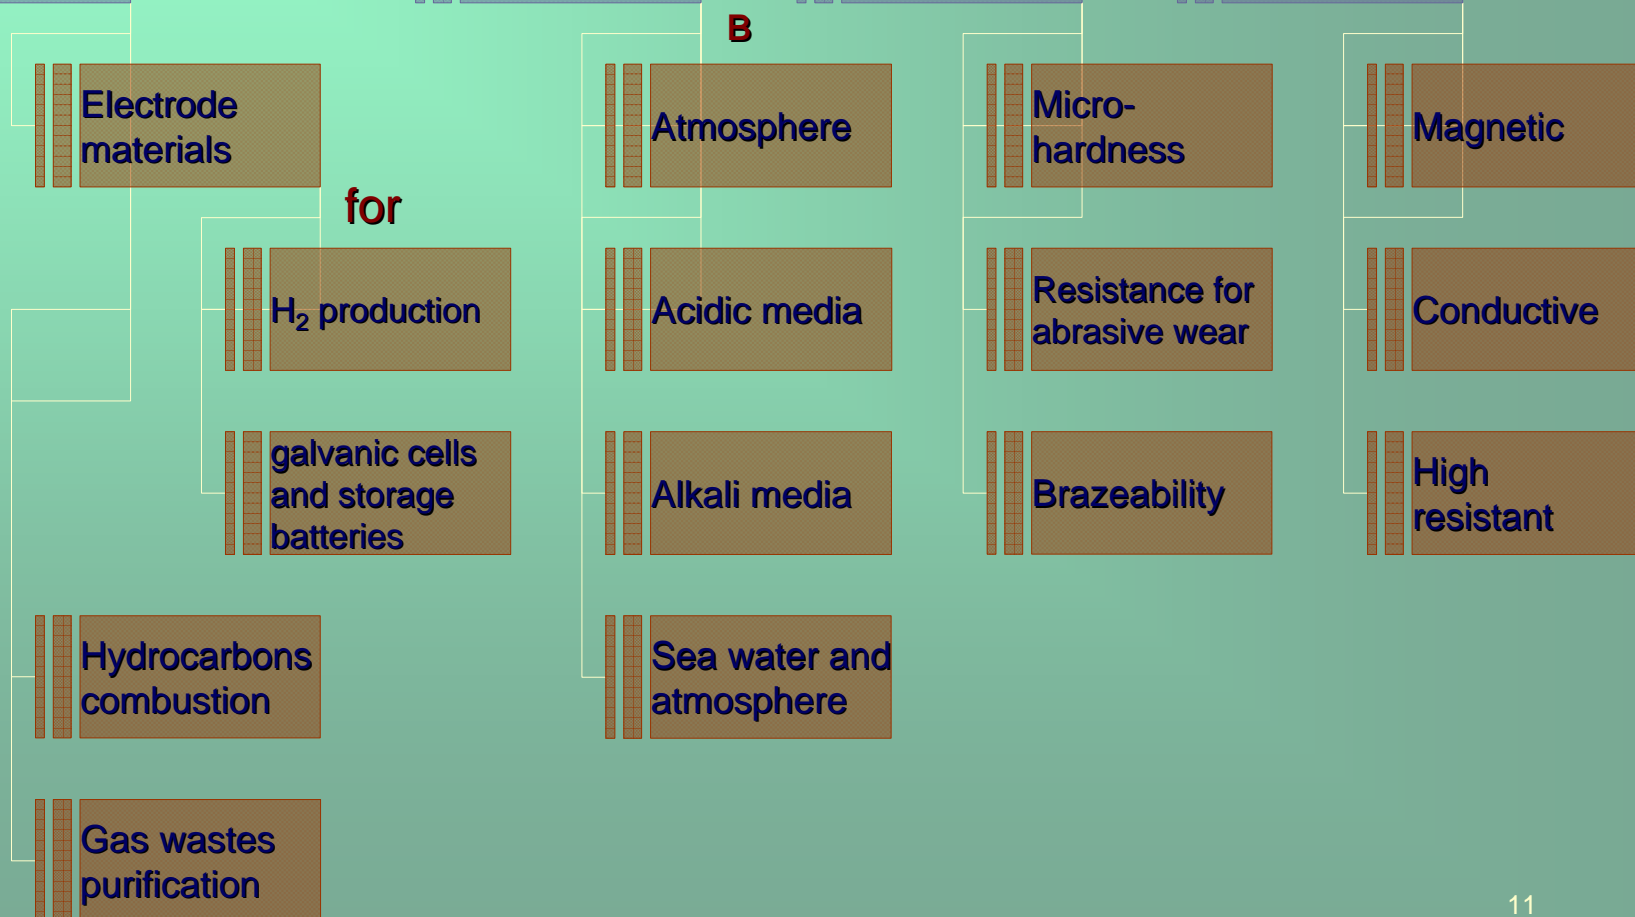 в
Electrode
materials
for
H₂ production
galvanic cells
and storage
batteries
Hydrocarbons
combustion
Gas wastes
purification
Atmosphere
Acidic media
Alkali media
Sea water and
atmosphere
Micro-
hardness
Resistance for
abrasive wear
Brazeability
Magnetic
Conductive
High
resistant
11